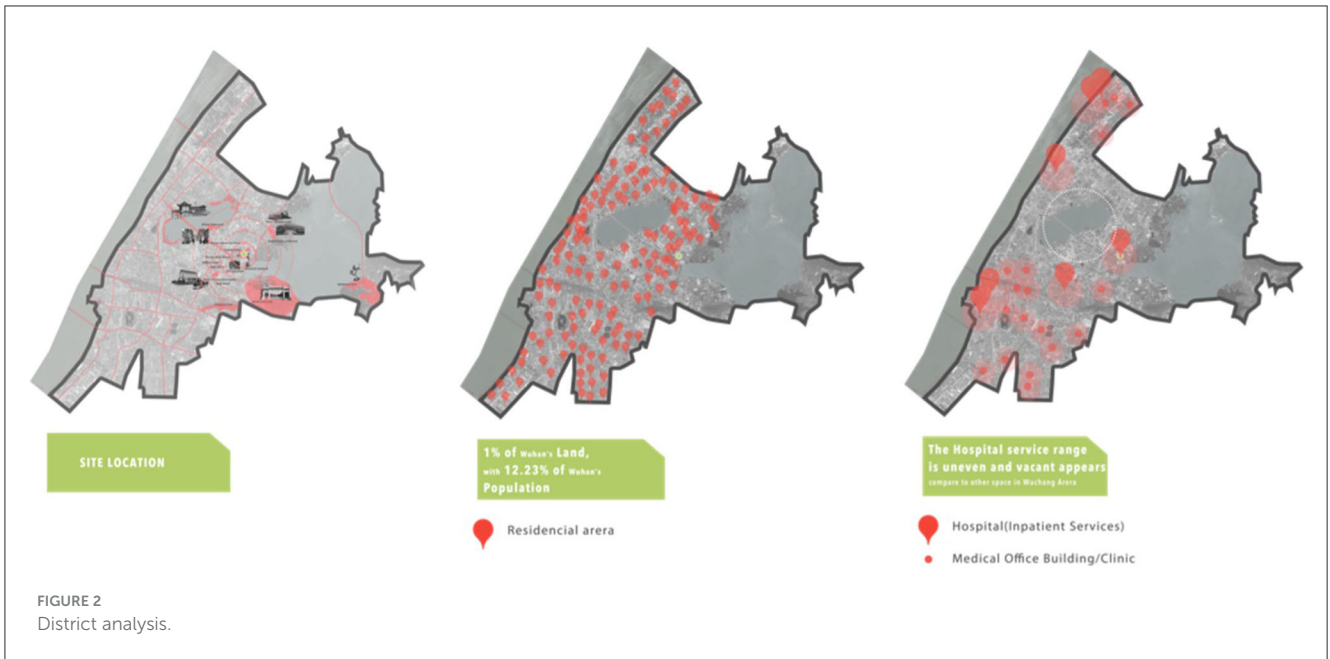 SITE LOCATION
1% of Wuhan's Land,
with 12.23% of Wuhan's
Population
Residencial arera
The Hospital service range
is uneven and vacant appears
compare to other space in Wuchang Arera
Hospital(Inpatient Services)
Medical Office Building/Clinic
FIGURE 2
District analysis.